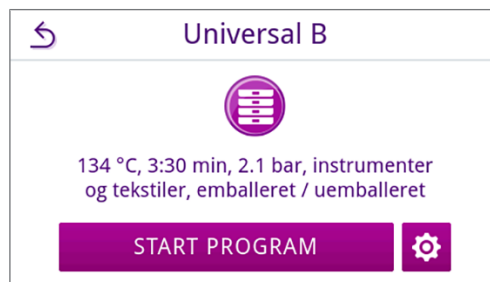 Universal B
134 °C, 3:30 min, 2.1 bar, instrumenter
og tekstiler, emballeret / uemballeret
START PROGRAM